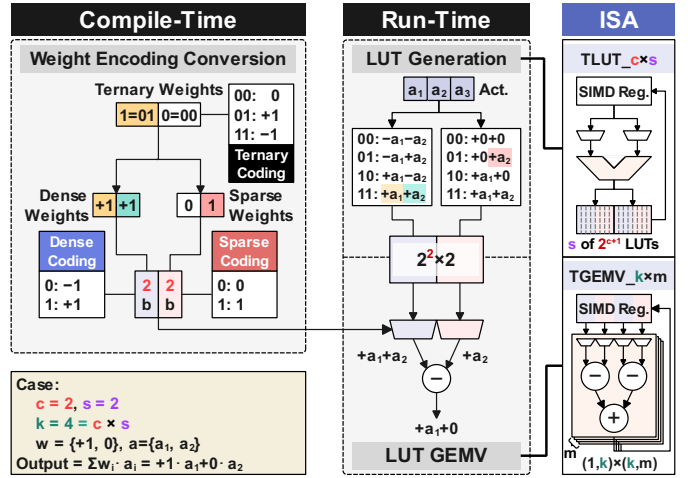 Compile-Time
Weight Encoding Conversion
Ternary Weights
1=01 0=00
00: 0
01: +1
11: −1
Ternary
Coding
Dense
Weights
+1 +1
0 1
Sparse
Weights
Dense
Coding
0: −1
1: +1
2 2
b b
Sparse
Coding
0: 0
1: 1
Case:
c = 2, s = 2
k = 4 = c × s
w = {+1, 0}, a={a₁, a₂}
Output = Σwᵢ· aᵢ = +1· a₁+0· a₂
Run-Time
LUT Generation
a₁ a₂ a₃ Act.
00: −a₁−a₂
01: −a₁+a₂
10: +a₁−a₂
11: +a₁+a₂
00: +0+0
01: +0+a₂
10: +a₁+0
11: +a₁+a₂
2²×2
+a₁+a₂
+a₂
−
+a₁+0
LUT GEMV
ISA
TLUT_c×s
SIMD Reg.
s of 2ᶜ⁺¹ LUTs
TGEMV_k×m
SIMD Reg.
− −
+
m
(1,k)×(k,m)